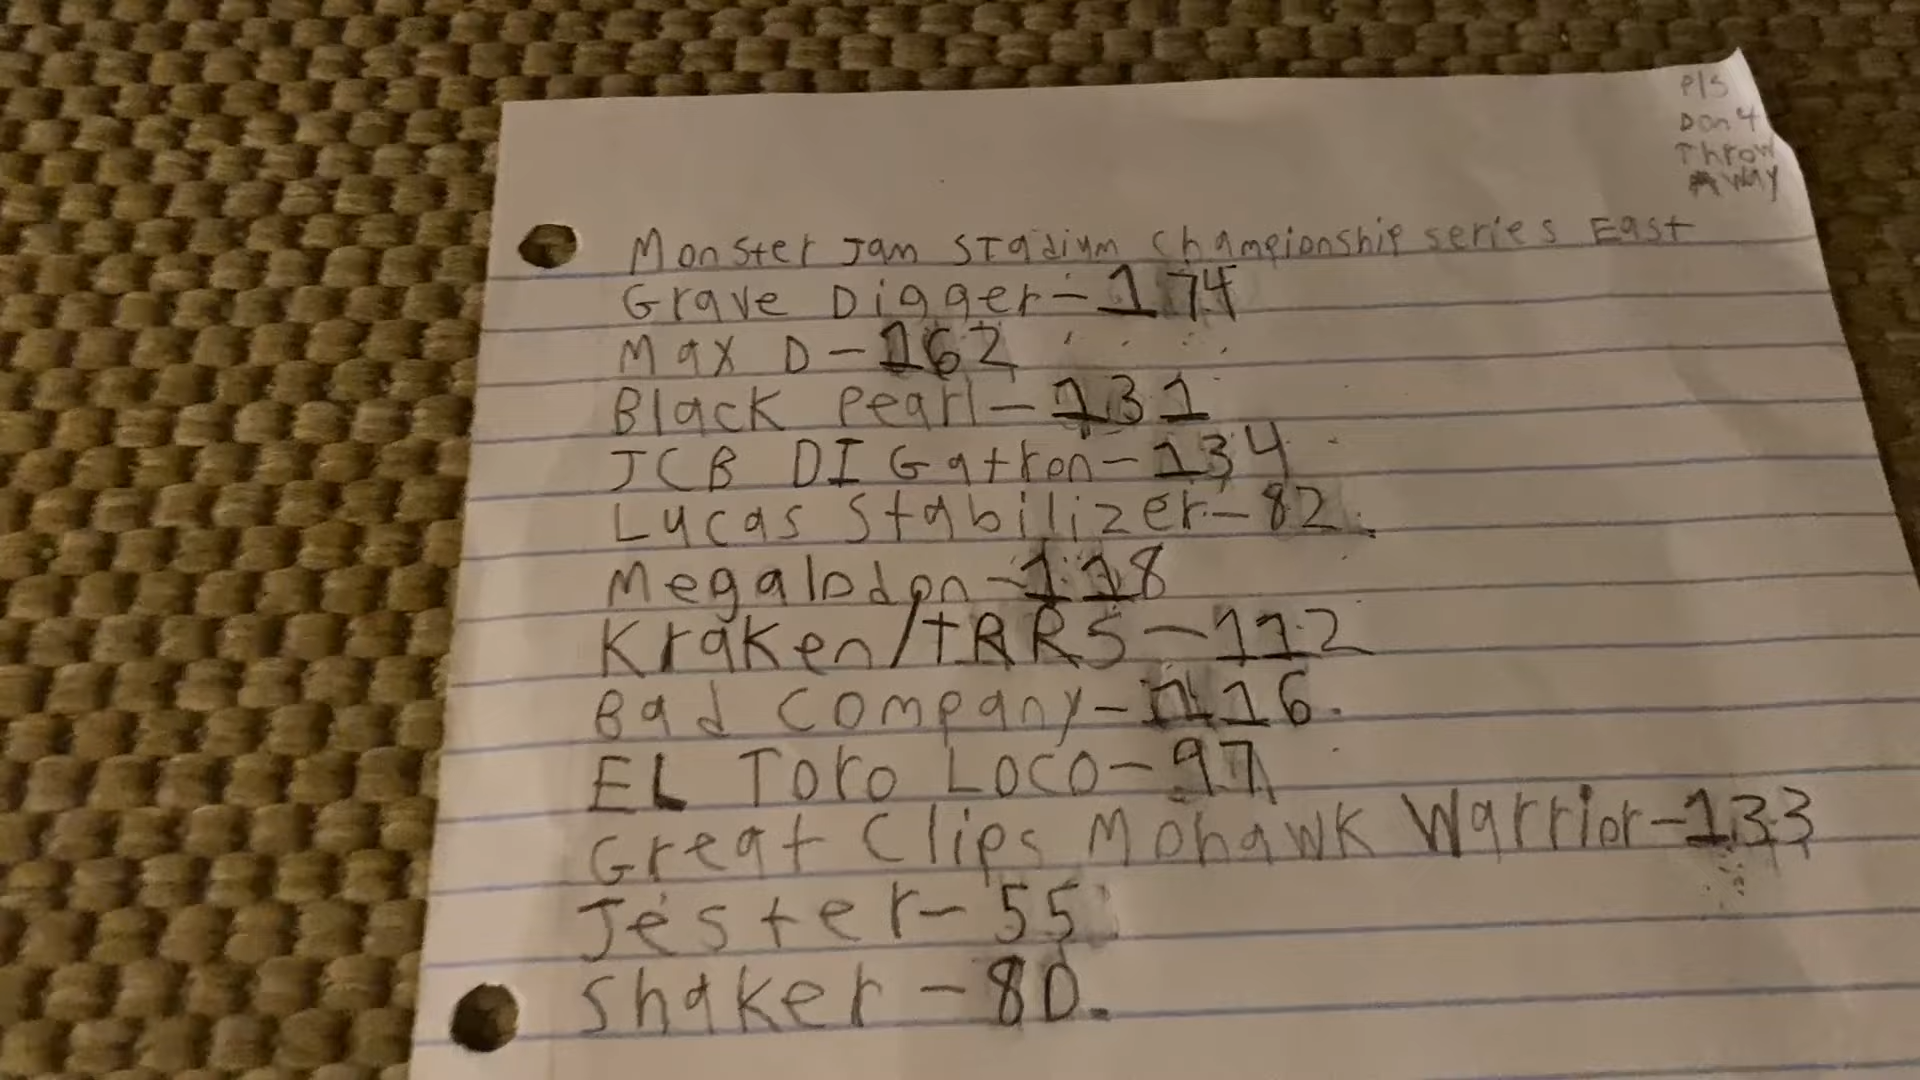 Pls
Don4
Throw
Away
Monster Jam Stadium Championship series East
Grave Digger-174
Max D-162
Black Pearl-131
JCB DIGatron-134
Lucas Stabilizer-82
Megalodon-118
Kraken/TRRS-112
Bad Company-116
EL Toro Loco-97
Great Clips Mohawk Warrior-133
Jester-55
Shaker-80